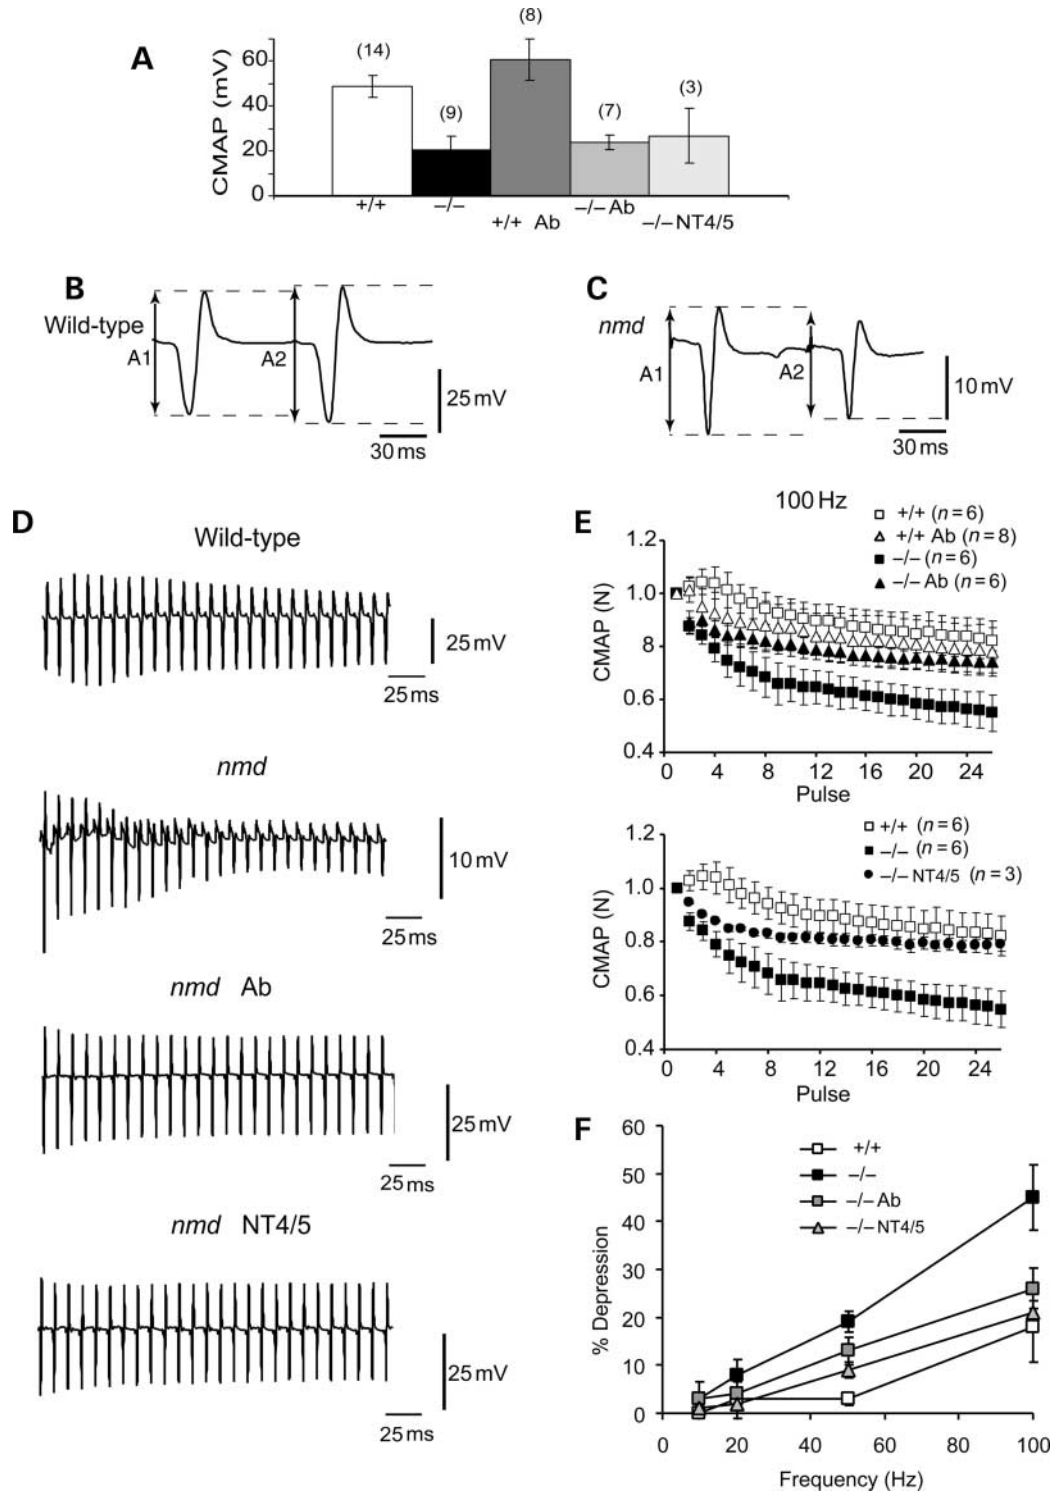 A
CMAP (mV)
60
40
20
0
(14)
(9)
(8)
(7)
(3)
+/+
–/–
+/+ Ab
–/– Ab
–/– NT4/5
B
Wild-type
A1
A2
25 mV
30 ms
C
nmd
A1
A2
10 mV
30 ms
D
Wild-type
25 mV
25 ms
nmd
10 mV
25 ms
nmd Ab
25 mV
25 ms
nmd NT4/5
25 mV
25 ms
E
100 Hz
+/+ (n = 6)
+/+ Ab (n = 8)
–/– (n = 6)
–/– Ab (n = 6)
CMAP (N)
1.2
1.0
8
0.6
0.4
0 4 8 12 16 20 24
Pulse
+/+ (n = 6)
–/– (n = 6)
–/– NT4/5 (n = 3)
CMAP (N)
1.2
1.0
0.8
0.6
0.4
0 4 8 12 16 20 24
Pulse
F
+/+
–/–
–/– Ab
–/– NT4/5
% Depression
60
50
40
30
20
10
0
0 20 40 60 80 100
Frequency (Hz)